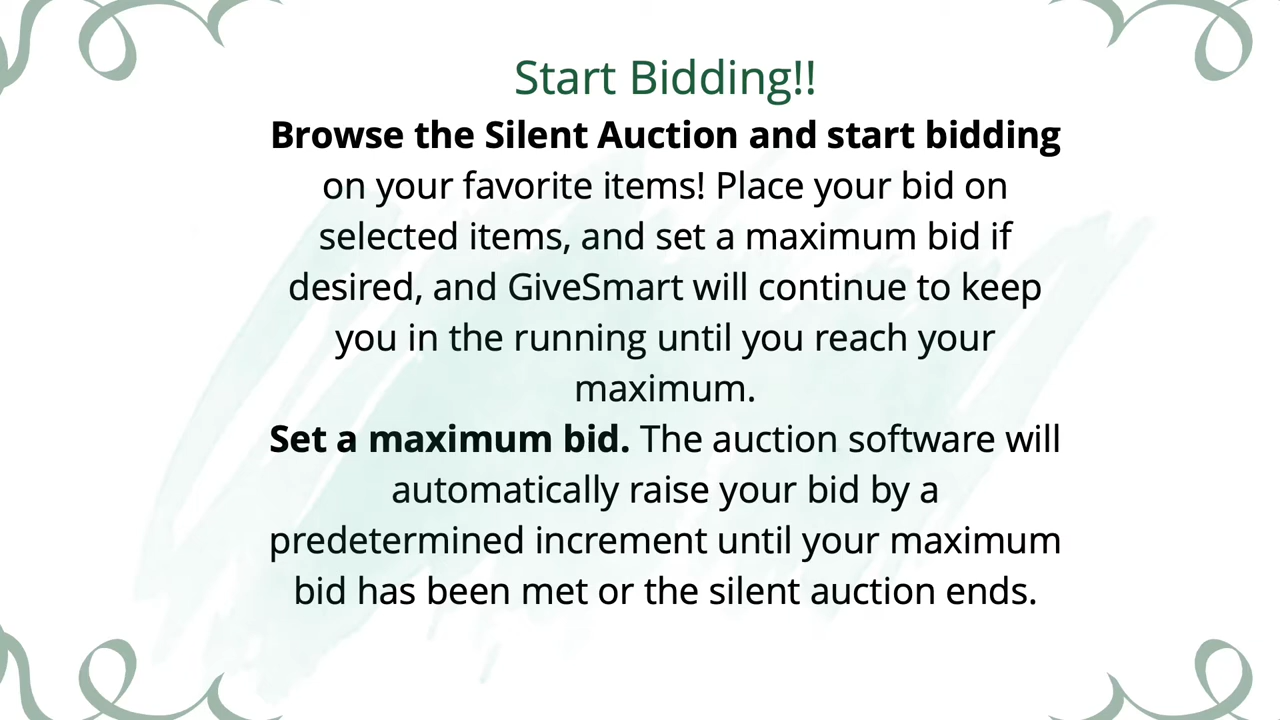 Start Bidding!!
Browse the Silent Auction and start bidding
on your favorite items! Place your bid on
selected items, and set a maximum bid if
desired, and GiveSmart will continue to keep
you in the running until you reach your
maximum.
Set a maximum bid. The auction software will
automatically raise your bid by a
predetermined increment until your maximum
bid has been met or the silent auction ends.